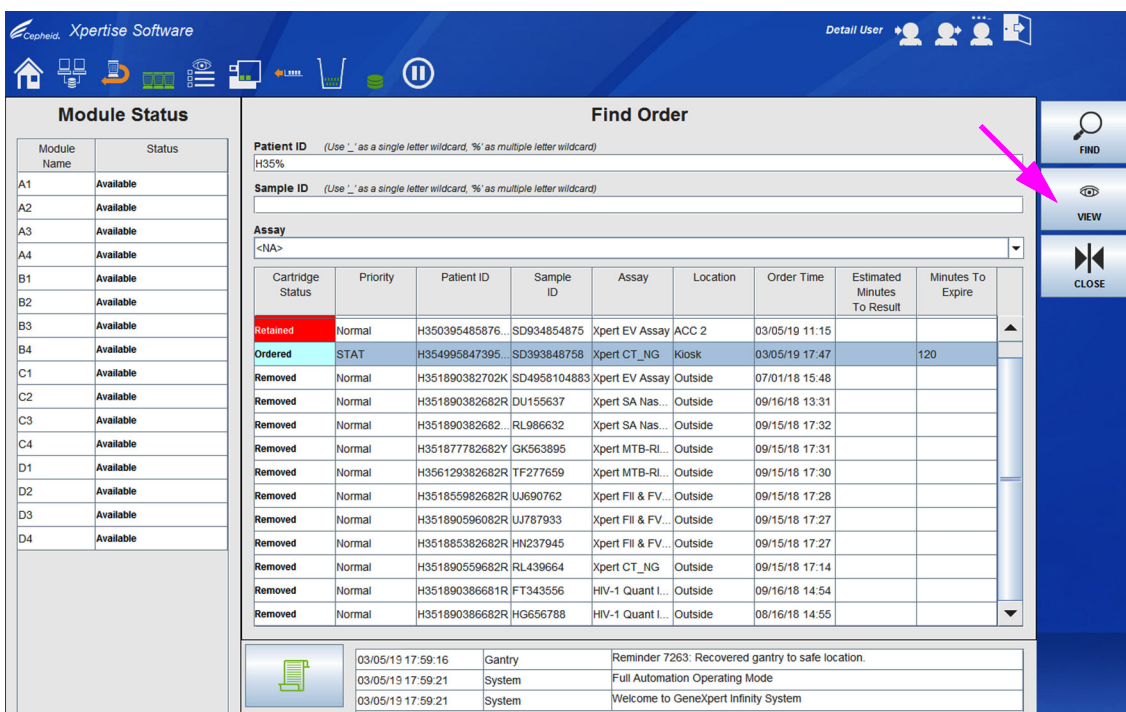 Cepheid. Xpertise Software
Detail User
Module Status
Module Name Status
A1 Available
A2 Available
A3 Available
A4 Available
B1 Available
B2 Available
B3 Available
B4 Available
C1 Available
C2 Available
C3 Available
C4 Available
D1 Available
D2 Available
D3 Available
D4 Available
Find Order
Patient ID (Use '_' as a single letter wildcard, '%' as multiple letter wildcard)
H35%
Sample ID (Use '_' as a single letter wildcard, '%' as multiple letter wildcard)
Assay
<NA>
Cartridge Status Priority Patient ID Sample ID Assay Location Order Time Estimated Minutes To Result Minutes To Expire
Retained Normal H350395485876... SD934854875 Xpert EV Assay ACC 2 03/05/19 11:15
Ordered STAT H354995847395... SD393848758 Xpert CT_NG Kiosk 03/05/19 17:47 120
Removed Normal H351890382702K SD4958104883 Xpert EV Assay Outside 07/01/18 15:48
Removed Normal H351890382682R DU155637 Xpert SA Nas... Outside 09/16/18 13:31
Removed Normal H351890382682... RL986632 Xpert SA Nas... Outside 09/15/18 17:32
Removed Normal H351877782682Y GK563895 Xpert MTB-RI... Outside 09/15/18 17:31
Removed Normal H356129382682R TF277659 Xpert MTB-RI... Outside 09/15/18 17:30
Removed Normal H351855982682R UJ690762 Xpert FII & FV... Outside 09/15/18 17:28
Removed Normal H351890596082R UJ787933 Xpert FII & FV... Outside 09/15/18 17:27
Removed Normal H351885382682R HN237945 Xpert FII & FV... Outside 09/15/18 17:27
Removed Normal H351890559682R RL439664 Xpert CT_NG Outside 09/15/18 17:14
Removed Normal H351890386681R FT343556 HIV-1 Quant I... Outside 09/16/18 14:54
Removed Normal H351890386682R HG656788 HIV-1 Quant I... Outside 08/16/18 14:55
FIND
VIEW
CLOSE
03/05/19 17:59:16 Gantry Reminder 7263: Recovered gantry to safe location.
03/05/19 17:59:21 System Full Automation Operating Mode
03/05/19 17:59:21 System Welcome to GeneXpert Infinity System